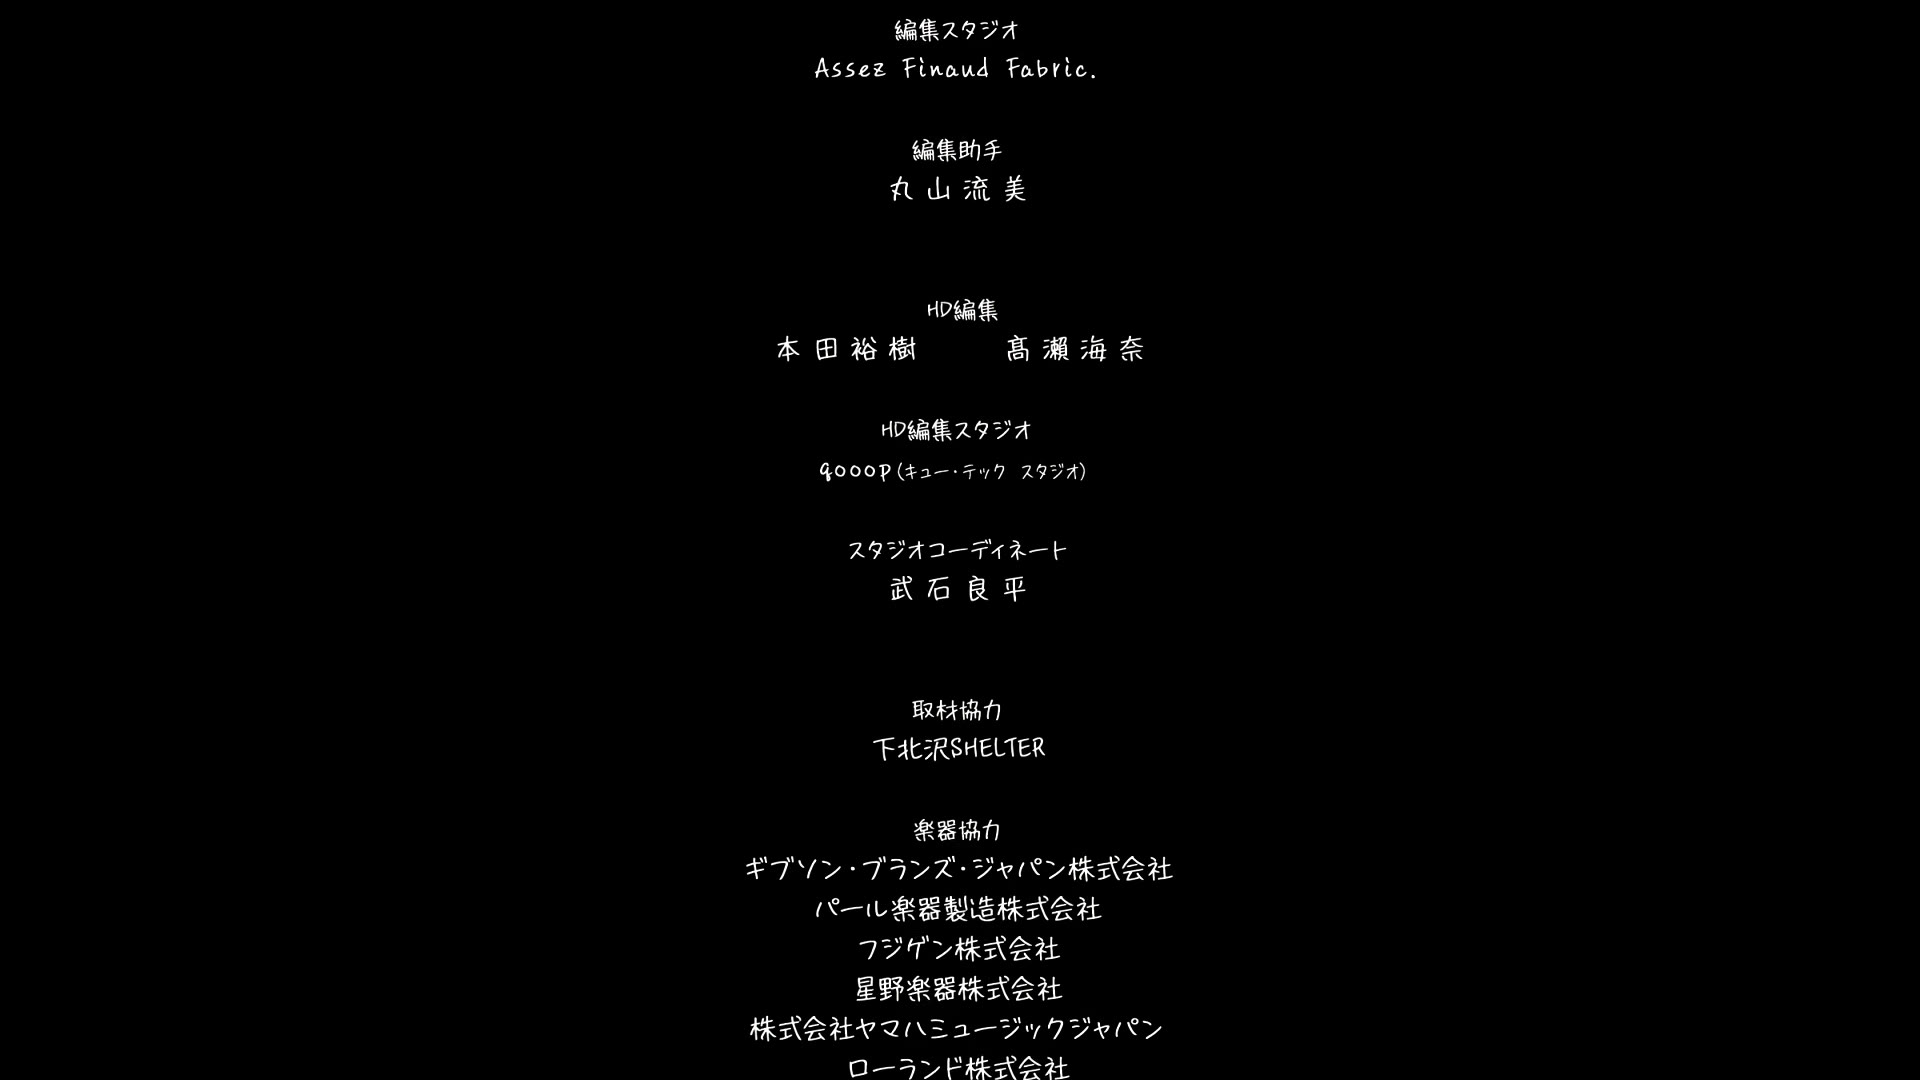 編集スタジオ
Assez Finaud Fabric.
編集助手
丸山流美
HD編集
本田裕樹　髙瀬海奈
HD編集スタジオ
qooop(キュー・テック スタジオ)
スタジオコーディネート
武石良平
取材協力
下北沢SHELTER
楽器協力
ギブソン・ブランズ・ジャパン株式会社
パール楽器製造株式会社
フジゲン株式会社
星野楽器株式会社
株式会社ヤマハミュージックジャパン
ローランド株式会社